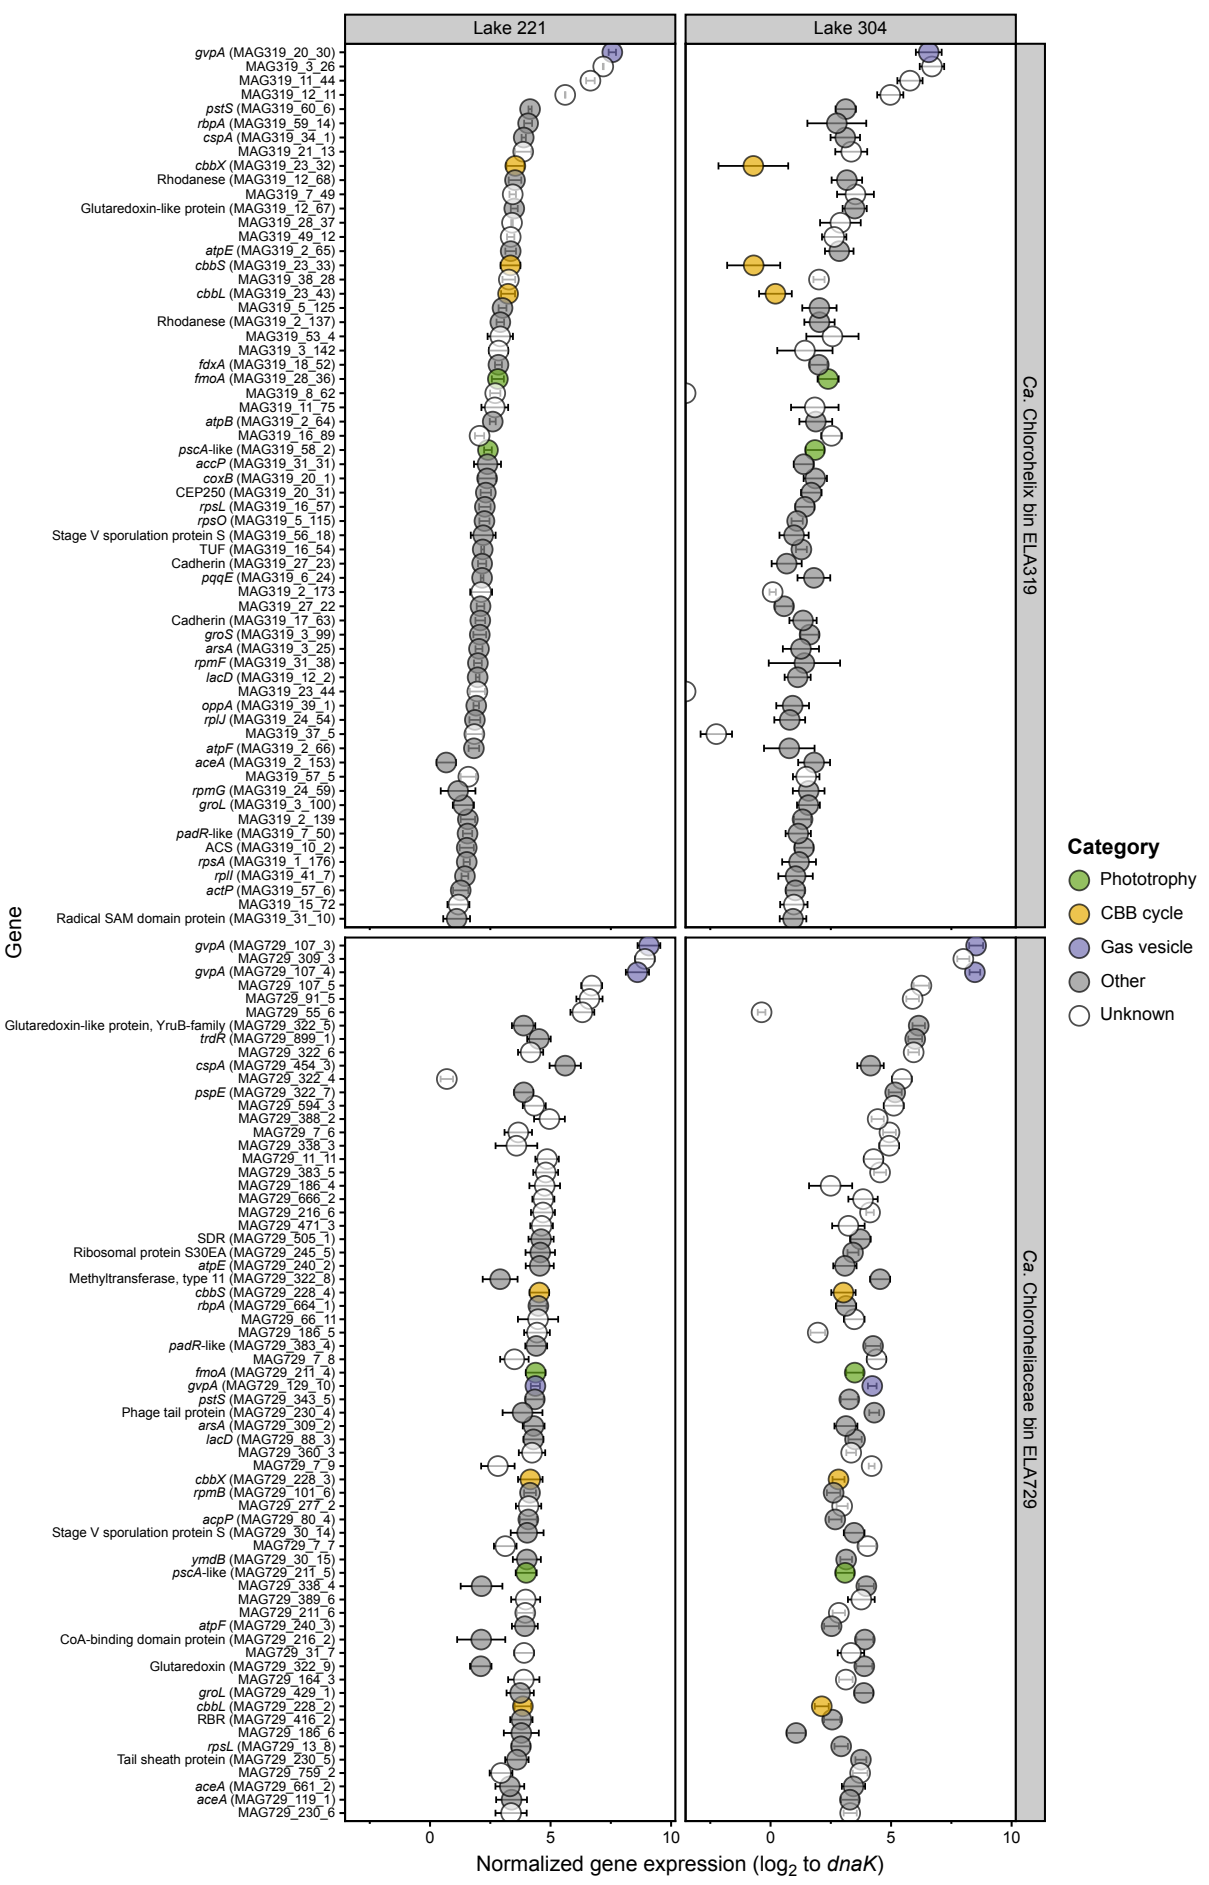 Lake 221
Lake 304
gvpA (MAG319_20_30)
MAG319_3_26
MAG319_11_44
MAG319_12_11
pstS (MAG319_60_6)
rbpA (MAG319_59_14)
cspA (MAG319_34_1)
MAG319_21_13
cbbX (MAG319_23_32)
Rhodanese (MAG319_12_68)
MAG319_7_49
Glutaredoxin-like protein (MAG319_12_67)
MAG319_28_37
MAG319_49_12
atpE (MAG319_2_65)
cbbS (MAG319_23_33)
MAG319_38_28
cbbL (MAG319_23_43)
MAG319_5_125
Rhodanese (MAG319_2_137)
MAG319_53_4
MAG319_3_142
fdxA (MAG319_18_52)
fmoA (MAG319_28_36)
MAG319_8_62
MAG319_11_75
atpB (MAG319_2_64)
MAG319_16_89
pscA-like (MAG319_58_2)
accP (MAG319_31_31)
coxB (MAG319_20_1)
CEP250 (MAG319_20_31)
rpsL (MAG319_16_57)
rpsO (MAG319_5_115)
Stage V sporulation protein S (MAG319_56_18)
TUF (MAG319_16_54)
Cadherin (MAG319_27_23)
pqqE (MAG319_6_24)
MAG319_2_173
MAG319_27_22
Cadherin (MAG319_17_63)
groS (MAG319_3_99)
arsA (MAG319_3_25)
rpmF (MAG319_31_38)
lacD (MAG319_12_2)
MAG319_23_44
oppA (MAG319_39_1)
rplJ (MAG319_24_54)
MAG319_37_5
atpF (MAG319_2_66)
aceA (MAG319_2_153)
MAG319_57_5
rpmG (MAG319_24_59)
groL (MAG319_3_100)
MAG319_2_139
padR-like (MAG319_7_50)
ACS (MAG319_10_2)
rpsA (MAG319_1_176)
rplI (MAG319_41_7)
actP (MAG319_57_6)
MAG319_15_72
Radical SAM domain protein (MAG319_31_10)
Ca. Chlorohelix bin ELA319
Gene
gvpA (MAG729_107_3)
MAG729_309_3
gvpA (MAG729_107_4)
MAG729_107_5
MAG729_91_5
MAG729_55_6
Glutaredoxin-like protein, YruB-family (MAG729_322_5)
trdR (MAG729_899_1)
MAG729_322_6
cspA (MAG729_454_3)
MAG729_322_4
pspE (MAG729_322_7)
MAG729_594_3
MAG729_388_2
MAG729_7_6
MAG729_338_3
MAG729_11_11
MAG729_383_5
MAG729_186_4
MAG729_666_2
MAG729_216_6
MAG729_471_3
SDR (MAG729_505_1)
Ribosomal protein S30EA (MAG729_245_5)
atpE (MAG729_240_2)
Methyltransferase, type 11 (MAG729_322_8)
cbbS (MAG729_228_4)
rbpA (MAG729_664_1)
MAG729_66_11
MAG729_186_5
padR-like (MAG729_383_4)
MAG729_7_8
fmoA (MAG729_211_4)
gvpA (MAG729_129_10)
pstS (MAG729_343_5)
Phage tail protein (MAG729_230_4)
arsA (MAG729_309_2)
lacD (MAG729_88_3)
MAG729_360_3
MAG729_7_9
cbbX (MAG729_228_3)
rpmB (MAG729_101_6)
MAG729_277_2
acpP (MAG729_80_4)
Stage V sporulation protein S (MAG729_30_14)
MAG729_7_7
ymdB (MAG729_30_15)
pscA-like (MAG729_211_5)
MAG729_338_4
MAG729_389_6
MAG729_211_6
atpF (MAG729_240_3)
CoA-binding domain protein (MAG729_216_2)
MAG729_31_7
Glutaredoxin (MAG729_322_9)
MAG729_164_3
groL (MAG729_429_1)
cbbL (MAG729_228_2)
RBR (MAG729_416_2)
MAG729_186_6
rpsL (MAG729_13_8)
Tail sheath protein (MAG729_230_5)
MAG729_759_2
aceA (MAG729_661_2)
aceA (MAG729_119_1)
MAG729_230_6
Ca. Chloroheliaceae bin ELA729
0 5 10 0 5 10
Normalized gene expression (log2 to dnaK)
Category
Phototrophy
CBB cycle
Gas vesicle
Other
Unknown